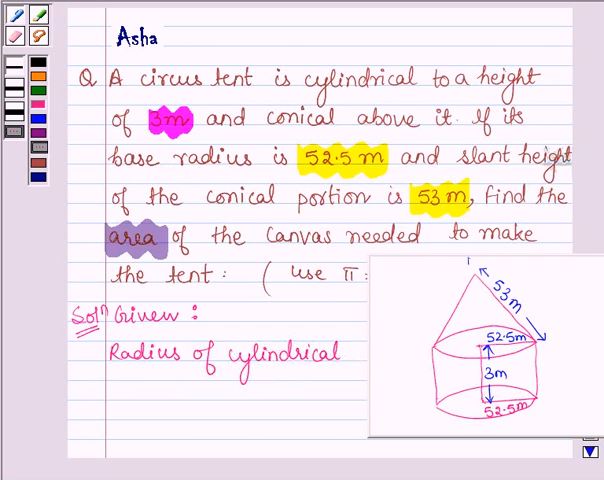 Asha
Q A circus tent is cylindrical to a height
of 3m and conical above it. If its
base radius is 52.5 m and slant height
of the conical portion is 53 m, find the
area of the canvas needed to make
the tent: ( use π:
Solⁿ Given :
Radius of cylindrical
53m
52.5m
3m
52.5m